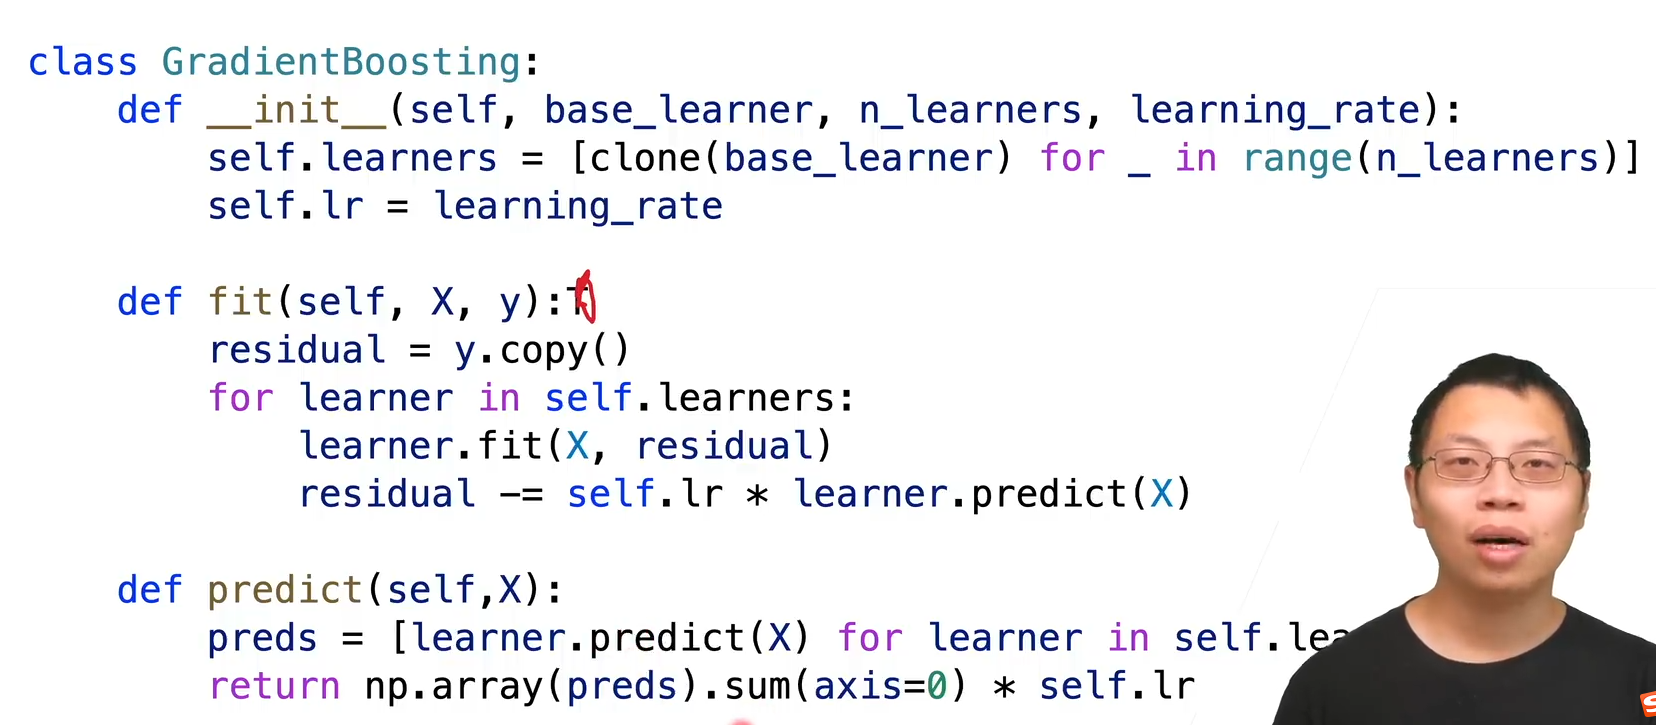 class GradientBoosting:
def __init__(self, base_learner, n_learners, learning_rate):
self.learners = [clone(base_learner) for _ in range(n_learners)]
self.lr = learning_rate
def fit(self, X, y):T
residual = y.copy()
for learner in self.learners:
learner.fit(X, residual)
residual -= self.lr * learner.predict(X)
def predict(self,X):
preds = [learner.predict(X) for learner in self.lea
return np.array(preds).sum(axis=0) * self.lr